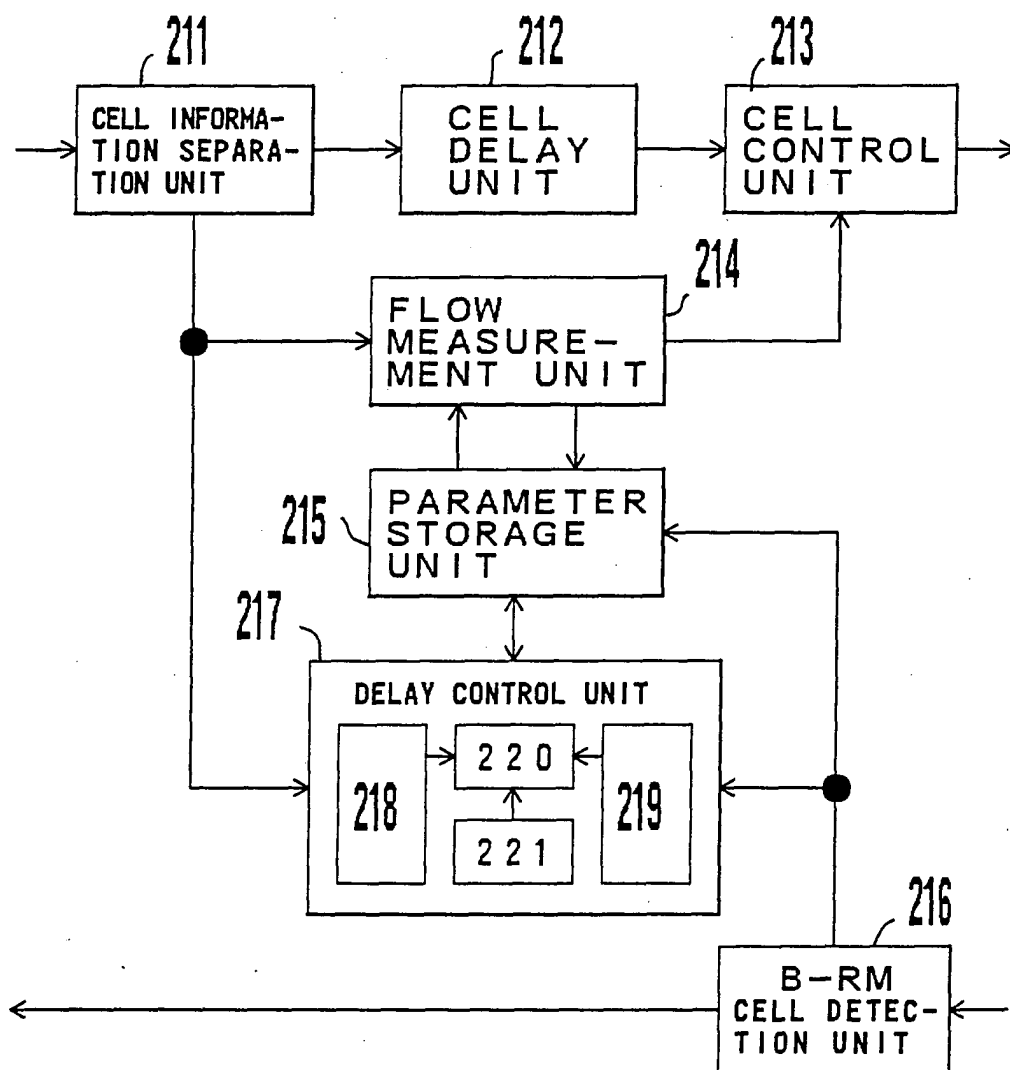 211
212
213
CELL INFORMA-
TION SEPARA-
TION UNIT
CELL
DELAY
UNIT
CELL
CONTROL
UNIT
214
FLOW
MEASURE-
MENT UNIT
215
PARAMETER
STORAGE
UNIT
217
DELAY CONTROL UNIT
218
220
219
221
216
B-RM
CELL DETEC-
TION UNIT